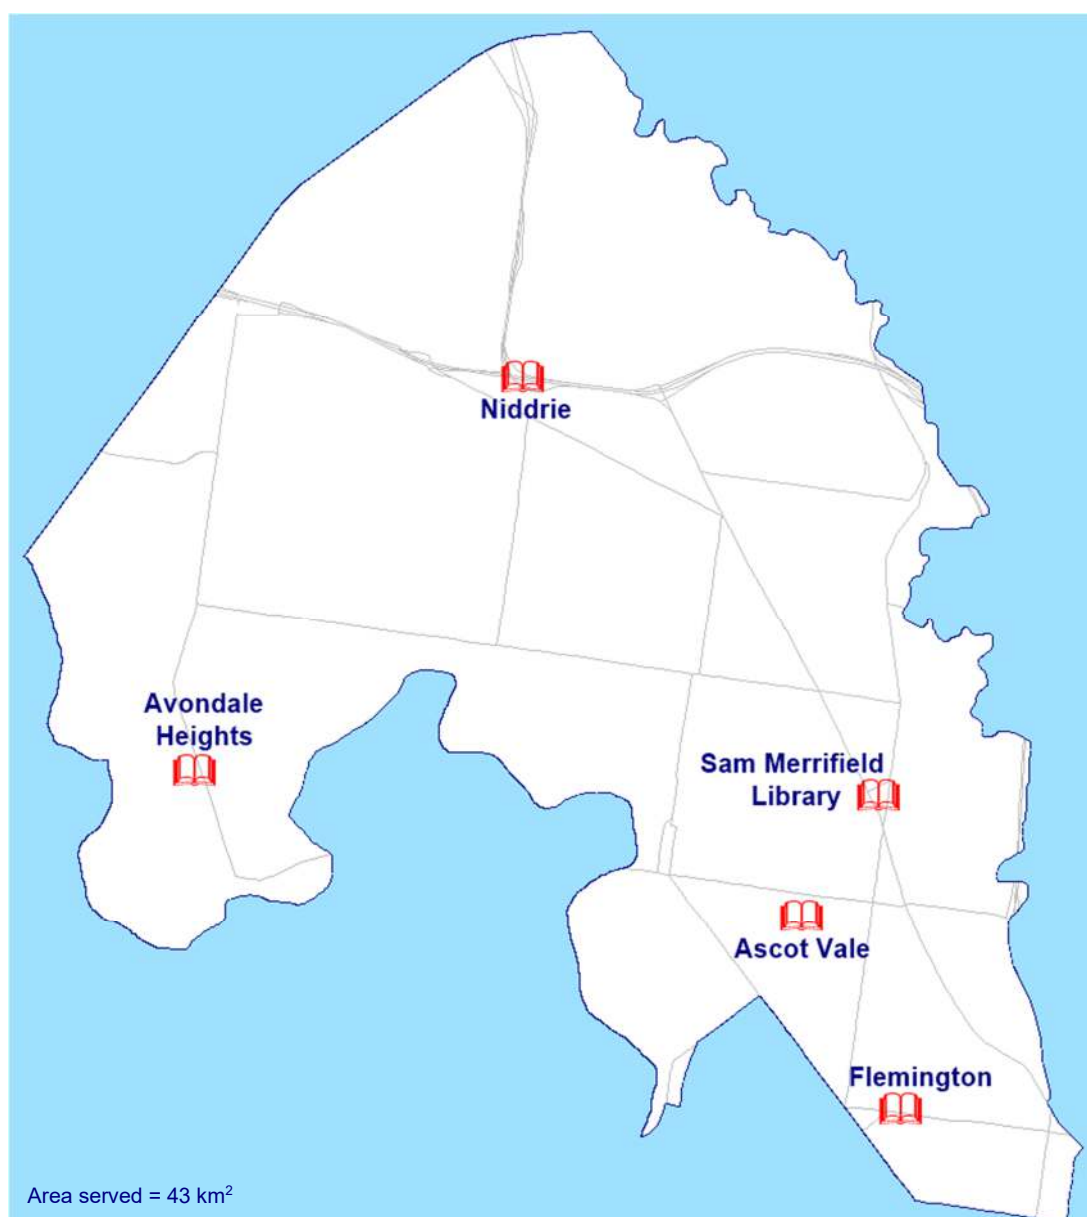 Niddrie
Avondale
Heights
Sam Merrifield
Library
Ascot Vale
Flemington
Area served = 43 km²